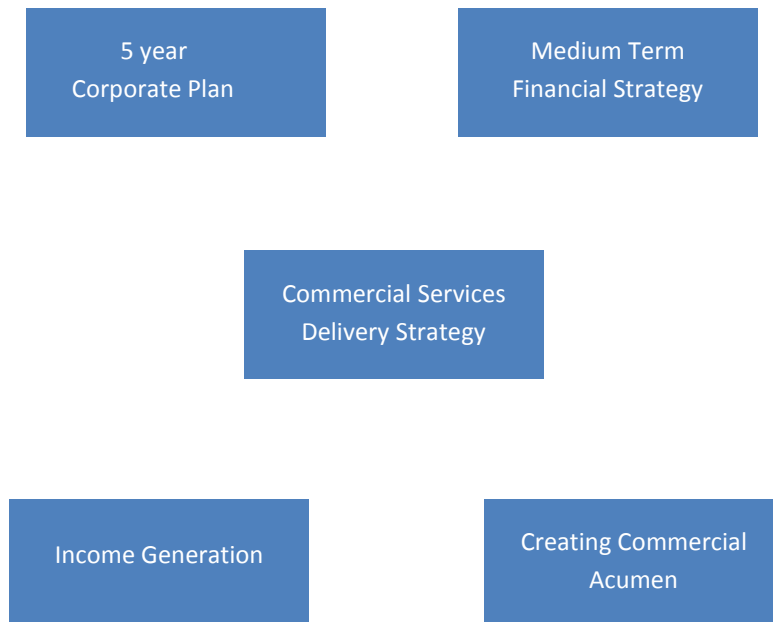 5 year
Corporate Plan
Medium Term
Financial Strategy
Commercial Services
Delivery Strategy
Income Generation
Creating Commercial
Acumen